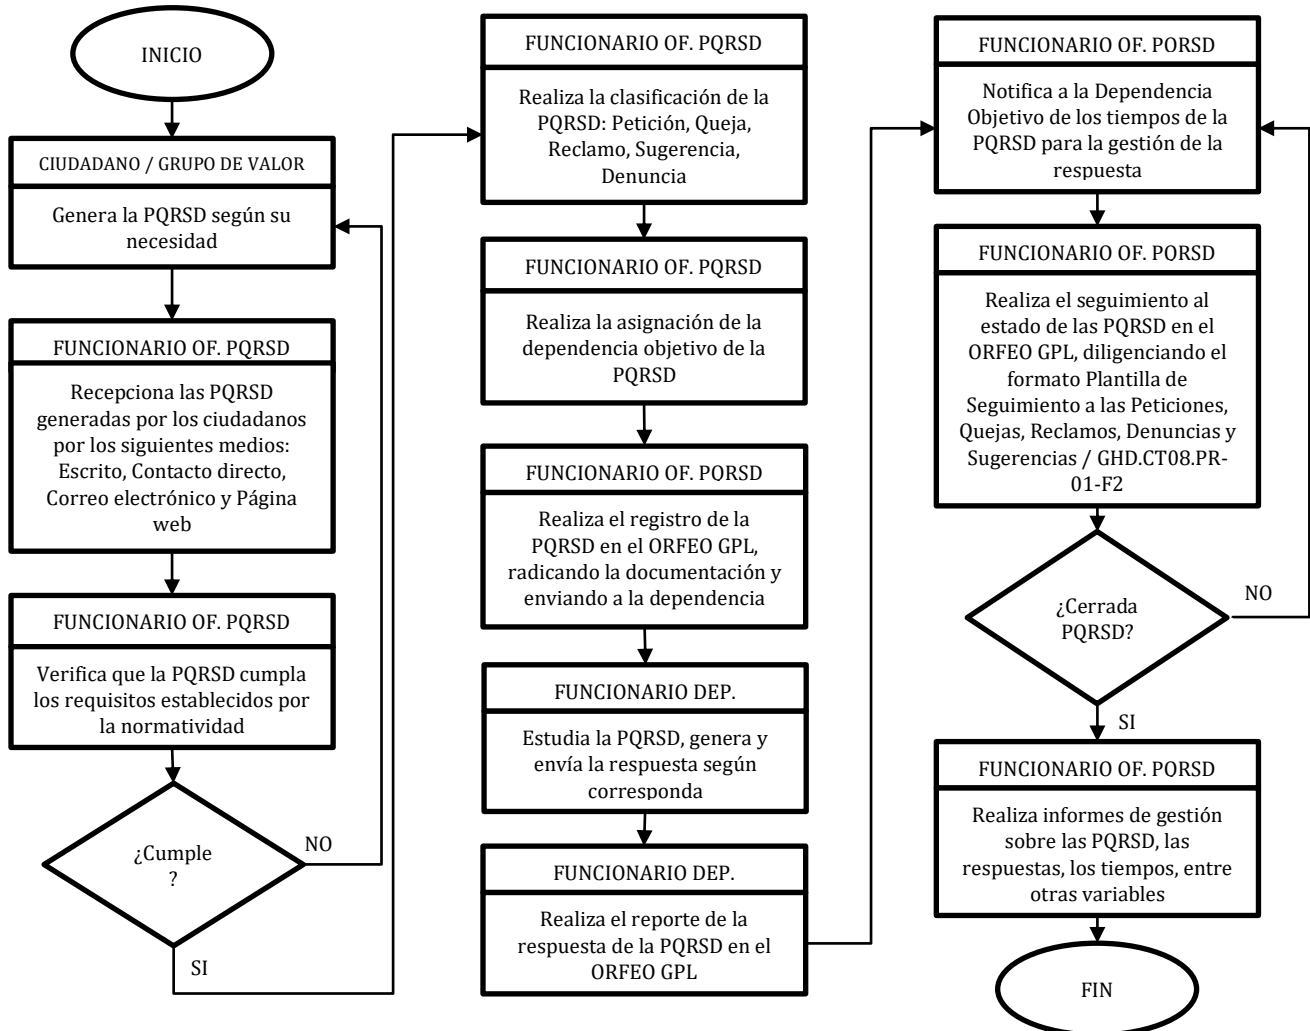 INICIO
CIUDADANO / GRUPO DE VALOR
Genera la PQRSD según su
necesidad
FUNCIONARIO OF. PQRSD
Recepciona las PQRSD
generadas por los ciudadanos
por los siguientes medios:
Escrito, Contacto directo,
Correo electrónico y Página
web
FUNCIONARIO OF. PQRSD
Verifica que la PQRSD cumpla
los requisitos establecidos por
la normatividad
¿Cumple
?
NO
SI
FUNCIONARIO OF. PQRSD
Realiza la clasificación de la
PQRSD: Petición, Queja,
Reclamo, Sugerencia,
Denuncia
FUNCIONARIO OF. PQRSD
Realiza la asignación de la
dependencia objetivo de la
PQRSD
FUNCIONARIO OF. PQRSD
Realiza el registro de la
PQRSD en el ORFEO GPL,
radicando la documentación y
enviando a la dependencia
FUNCIONARIO DEP.
Estudia la PQRSD, genera y
envía la respuesta según
corresponda
FUNCIONARIO DEP.
Realiza el reporte de la
respuesta de la PQRSD en el
ORFEO GPL
FUNCIONARIO OF. PQRSD
Notifica a la Dependencia
Objetivo de los tiempos de la
PQRSD para la gestión de la
respuesta
FUNCIONARIO OF. PQRSD
Realiza el seguimiento al
estado de las PQRSD en el
ORFEO GPL, diligenciando el
formato Plantilla de
Seguimiento a las Peticiones,
Quejas, Reclamos, Denuncias y
Sugerencias / GHD.CT08.PR-
01-F2
¿Cerrada
PQRSD?
NO
SI
FUNCIONARIO OF. PQRSD
Realiza informes de gestión
sobre las PQRSD, las
respuestas, los tiempos, entre
otras variables
FIN